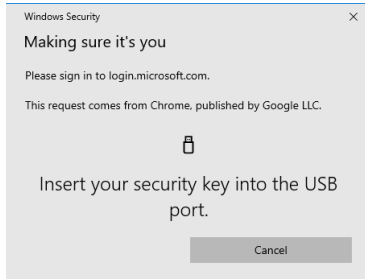 Windows Security
Making sure it's you
Please sign in to login.microsoft.com.
This request comes from Chrome, published by Google LLC.
Insert your security key into the USB
port.
Cancel